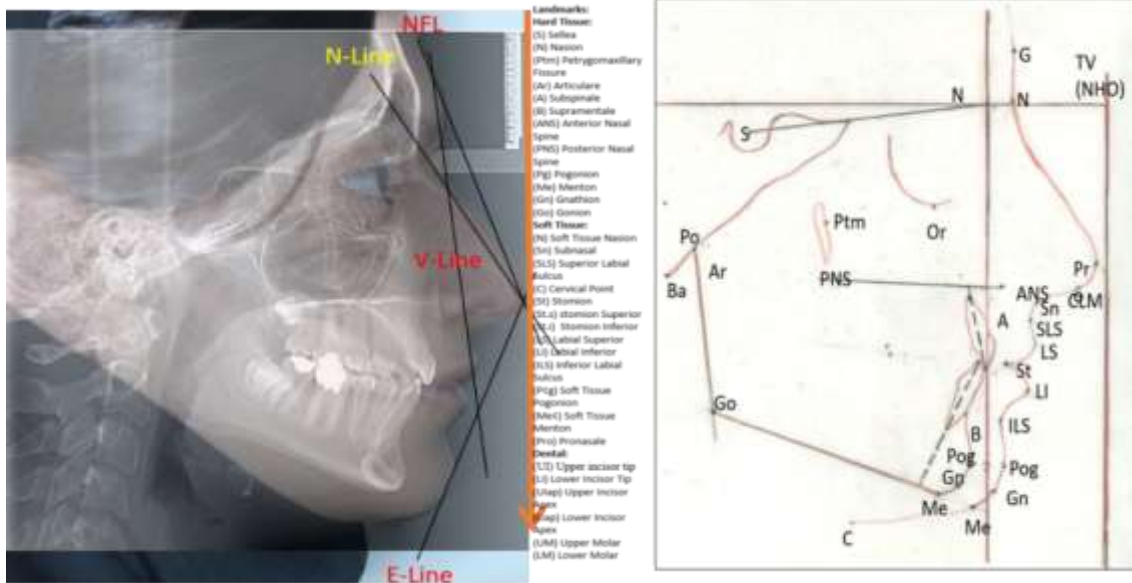 NFL
N-Line
V-Line
E-Line
Landmarks:
Hard Tissue:
(S) Sellea
(N) Nasion
(Ptm) Petrygomaxillary
Fissure
(Ar) Articulare
(A) Subspinale
(B) Supramentale
(ANS) Anterior Nasal
Spine
(PNS) Posterior Nasal
Spine
(Pg) Pogonion
(Me) Menton
(Gn) Gnathion
(Go) Gonion
Soft Tissue:
(N) Soft Tissue Nasion
(Sn) Subnasal
(SLS) Superior Labial
Sulcus
(C) Cervical Point
(St) Stomion
(St.s) stomion Superior
(St.i) Stomion Inferior
Labial Superior
(LI) Labial Inferior
(ILS) Inferior Labial
Sulcus
Soft Tissue
Pogonion
Soft Tissue
Menton
(Pro) Pronasale
Dental:
(UI) Upper incisor tip
(LI) Lower Incisor Tip
(UIap) Upper Incisor
Apex
Lower Incisor
Apex
(UM) Upper Molar
(LM) Lower Molar
G
TV
(NHO)
N
N
S
Ptm
Or
Po
Ar
Ba
PNS
Pr
ANS
Sn
A
SLS
LS
St
LI
Go
B
ILS
Pog
Pog
Gn
Me
Me
C